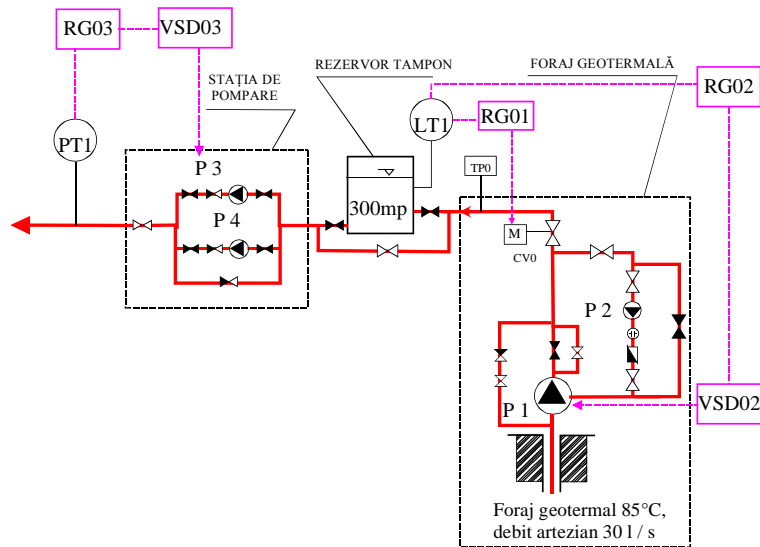 RG03
VSD03
STAȚIA DE
POMPARE
REZERVOR TAMPON
FORAJ GEOTERMALĂ
RG02
PT1
LT1
RG01
P 3
TP0
300mp
P 4
M
CV0
P 2
P 1
VSD02
Foraj geotermal 85°C,
debit artezian 30 l / s